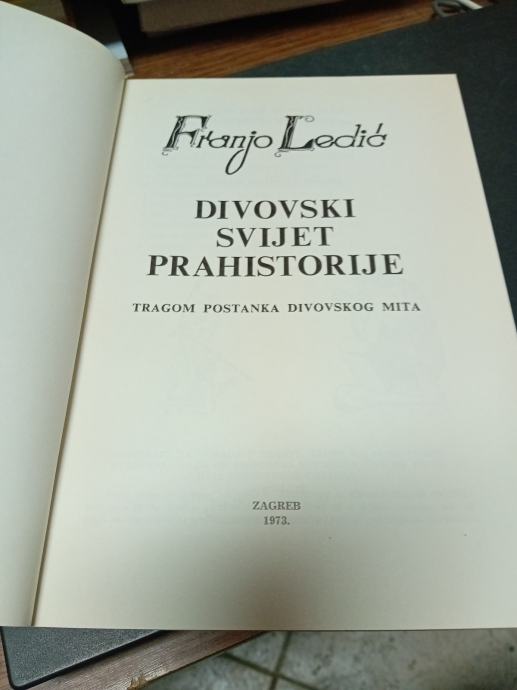 Franjo Ledić
DIVOVSKI
SVIJET
PRAHISTORIJE
TRAGOM POSTANKA DIVOVSKOG MITA
ZAGREB
1973.